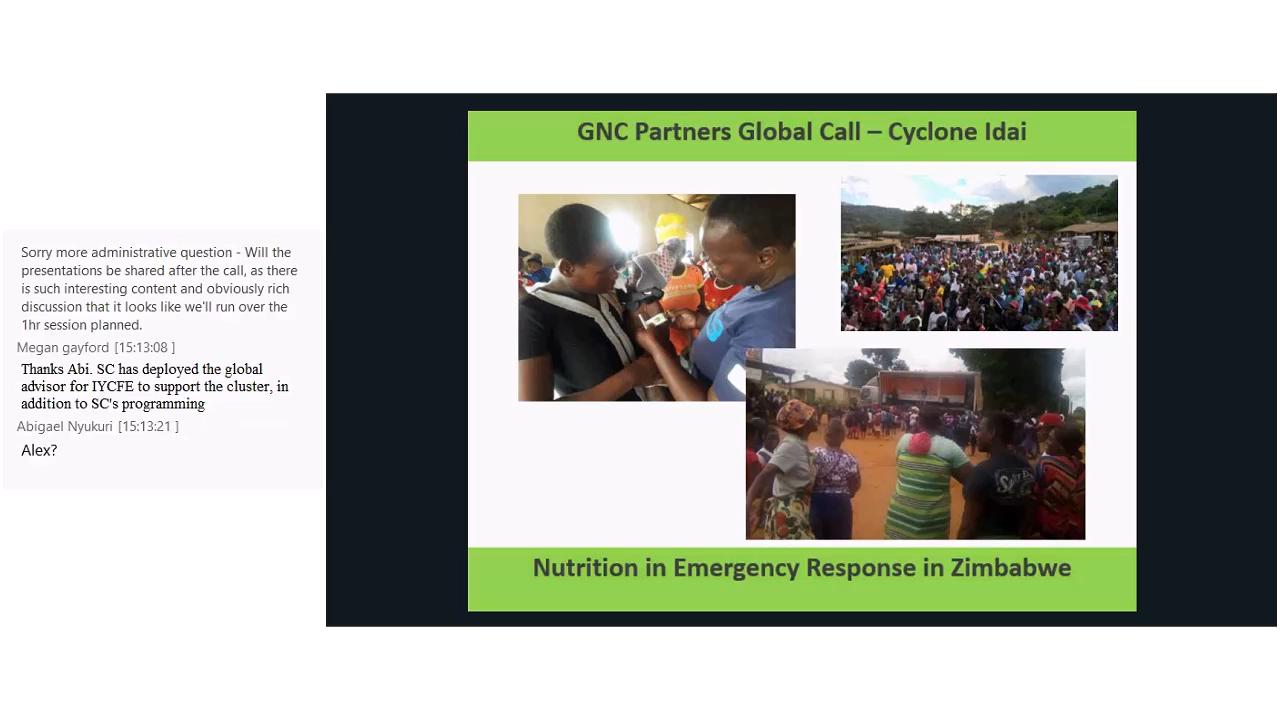 Sorry more administrative question - Will the
presentations be shared after the call, as there
is such interesting content and obviously rich
discussion that it looks like we'll run over the
1hr session planned.
Megan gayford [15:13:08 ]
Thanks Abi. SC has deployed the global
advisor for IYCFE to support the cluster, in
addition to SC's programming
Abigael Nyukuri [15:13:21 ]
Alex?
GNC Partners Global Call – Cyclone Idai
Nutrition in Emergency Response in Zimbabwe